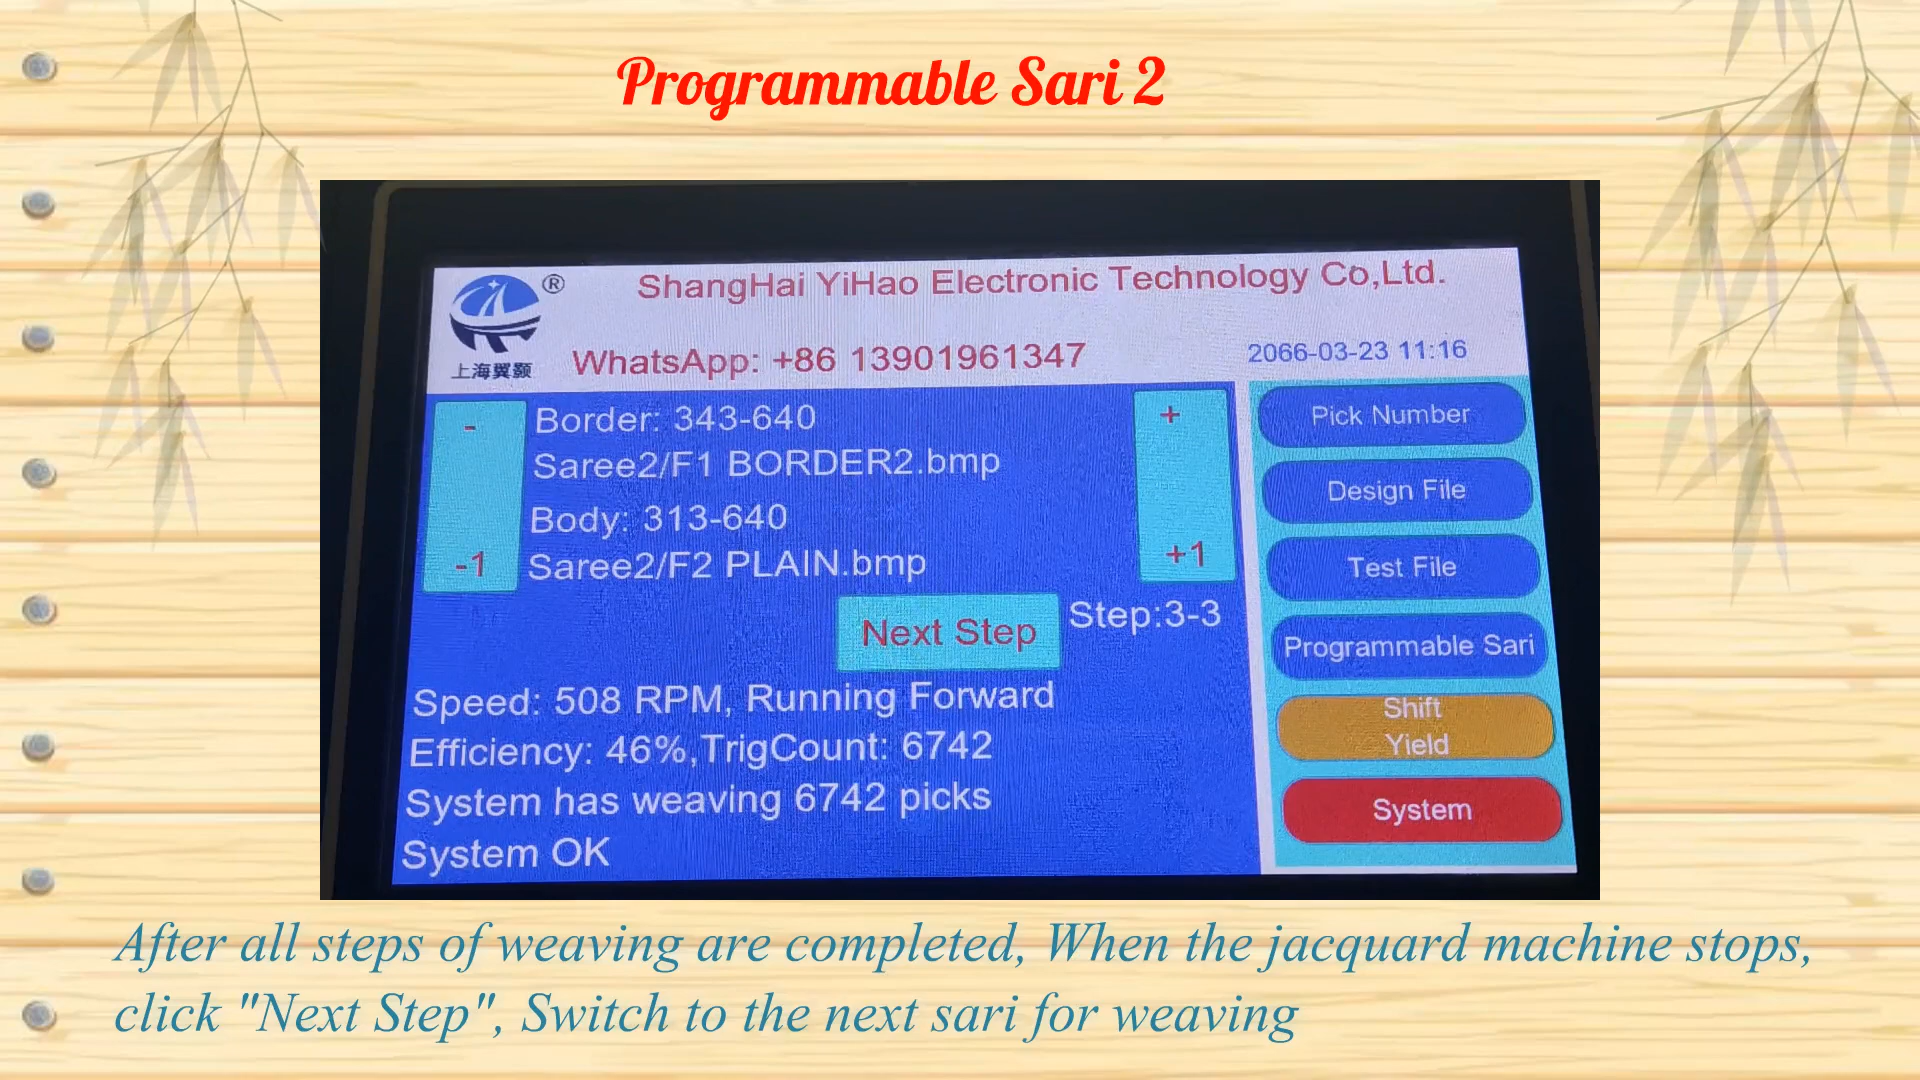 Programmable Sari 2
®
ShangHai YiHao Electronic Technology Co,Ltd.
上海翼颢
WhatsApp: +86 13901961347
2066-03-23 11:16
-
Border: 343-640
+
Saree2/F1 BORDER2.bmp
Body: 313-640
-1
Saree2/F2 PLAIN.bmp
+1
Next Step
Step:3-3
Speed: 508 RPM, Running Forward
Efficiency: 46%,TrigCount: 6742
System has weaving 6742 picks
System OK
Pick Number
Design File
Test File
Programmable Sari
Shift
Yield
System
After all steps of weaving are completed, When the jacquard machine stops,
click "Next Step", Switch to the next sari for weaving